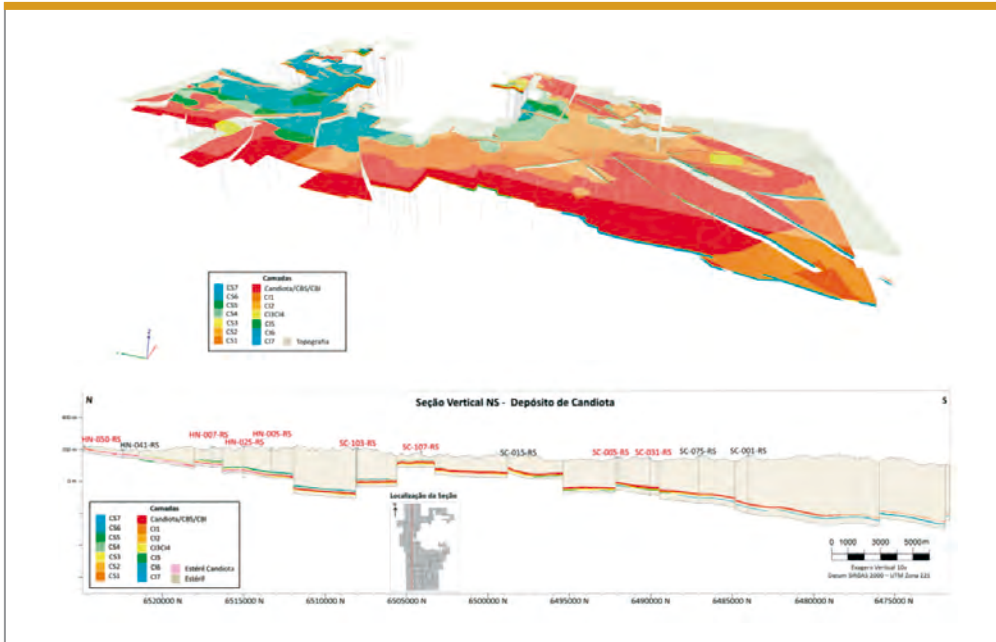 Camadas
CS7 Candiota/CBS/CBI
CS6 CI1
CS5 CI2
CS4 CI3CI4
CS3 CI5
CS2 CI6
CS1 CI7 Topografia
Z
N Seção Vertical NS - Depósito de Candiota S
400 m
200 m
0 m
HN-050-RS
HN-041-RS
HN-007-RS
HN-025-RS
HN-005-RS
SC-103-RS
SC-107-RS
SC-015-RS
SC-005-RS
SC-031-RS
SC-075-RS
SC-001-RS
Localização da Seção
Camadas
CS7 Candiota/CBS/CBI
CS6 CI1
CS5 CI2
CS4 CI3CI4
CS3 CI5
CS2 CI6 Estéril Candiota
CS1 CI7 Estéril
0 1000 3000 5000m
Exagero Vertical 10x
Datum SIRGAS 2000 – UTM Zona 22S
6520000 N 6515000 N 6510000 N 6505000 N 6500000 N 6495000 N 6490000 N 6485000 N 6480000 N 6475000 N